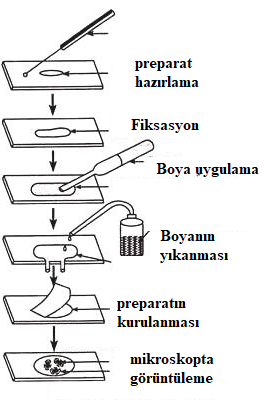 preparat
hazırlama
Fiksasyon
Boya uygulama
Boyanın
yıkanması
preparatın
kurulanması
mikroskopta
görüntüleme